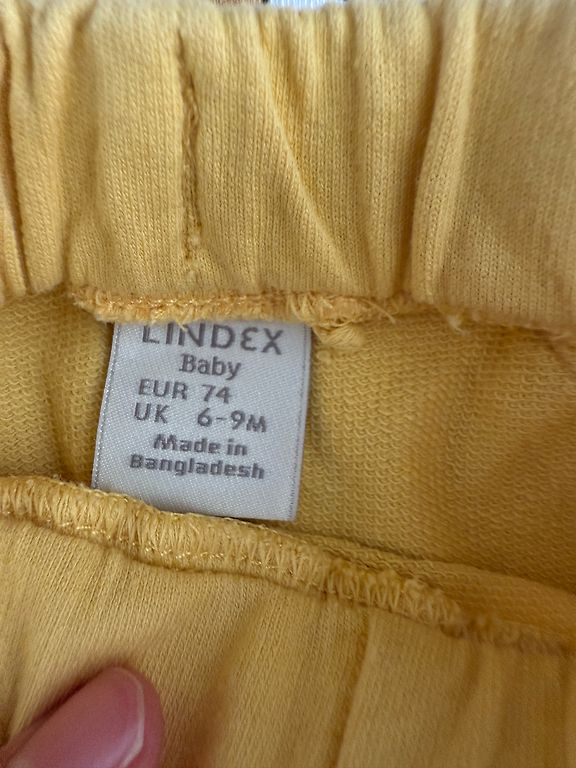 LINDEX
Baby
EUR 74
UK 6-9M
Made in
Bangladesh